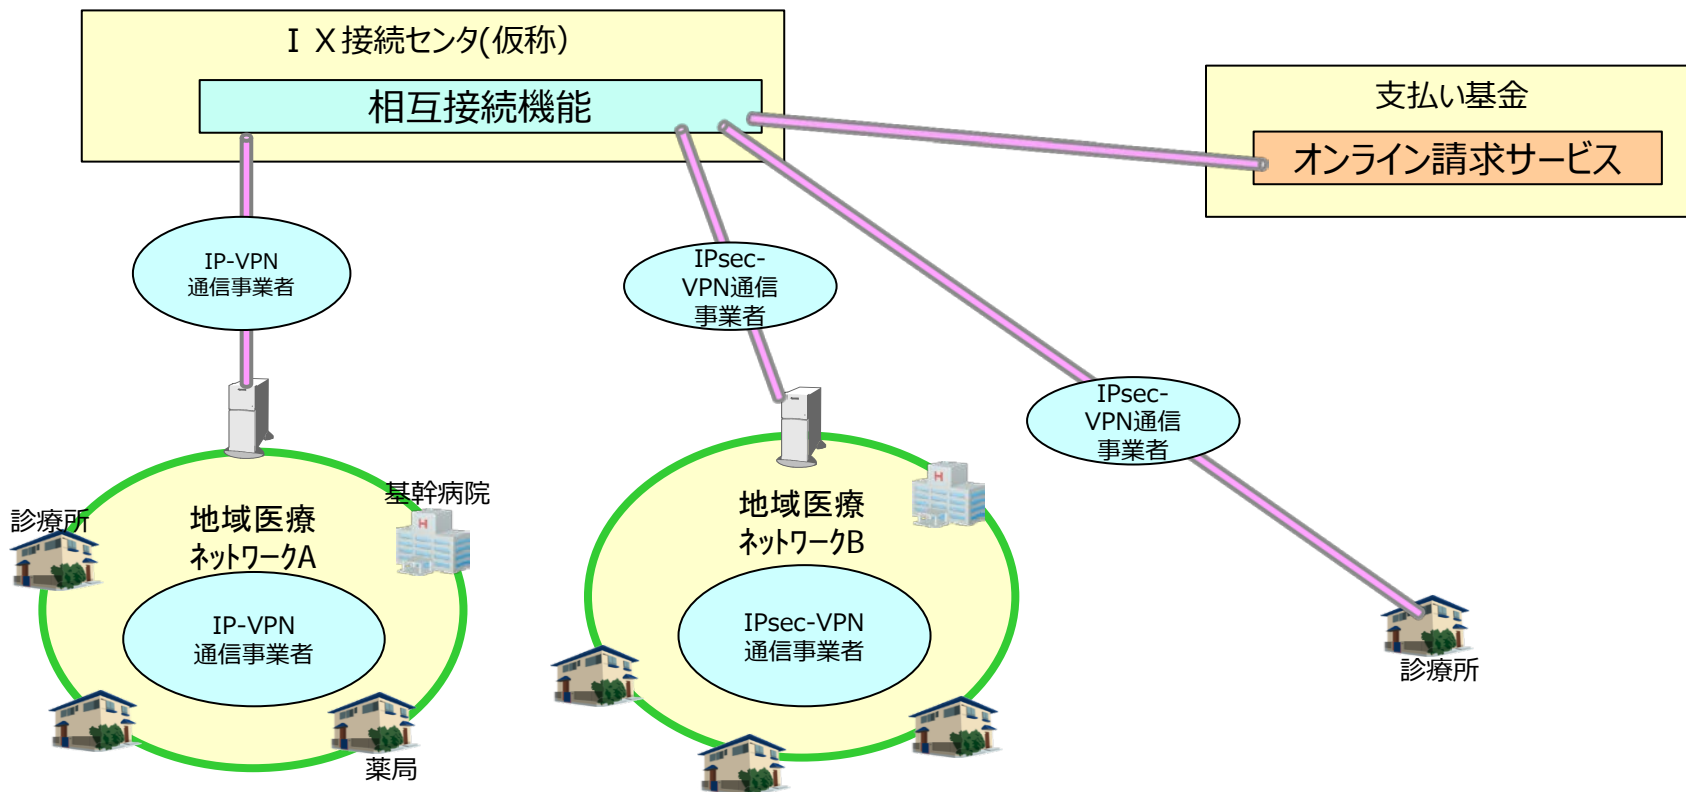 ＩＸ接続センタ(仮称)
相互接続機能
支払い基金
オンライン請求サービス
IP-VPN
通信事業者
IPsec-
VPN通信
事業者
IPsec-
VPN通信
事業者
診療所
基幹病院
地域医療
ネットワークA
IP-VPN
通信事業者
薬局
地域医療
ネットワークB
IPsec-VPN
通信事業者
診療所